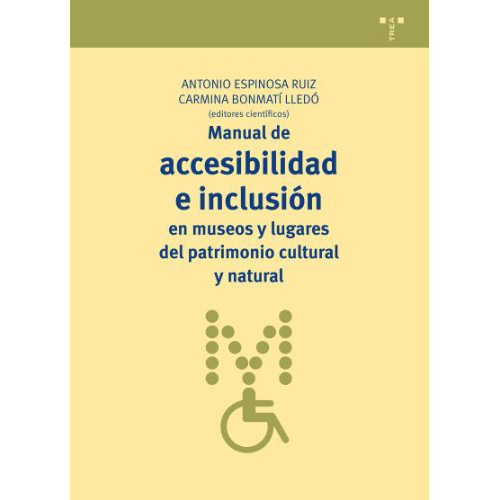 TREA
ANTONIO ESPINOSA RUIZ
CARMINA BONMATÍ LLEDÓ
(editores científicos)
Manual de
accesibilidad
e inclusión
en museos y lugares
del patrimonio cultural
y natural